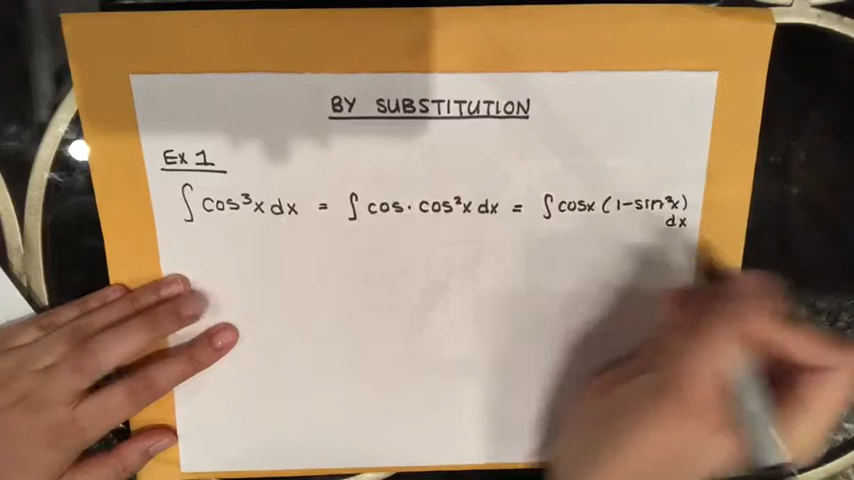 BY SUBSTITUTION
Ex 1
∫ cos³x dx = ∫ cos · cos²x dx = ∫ cosx (1-sin²x)
dx